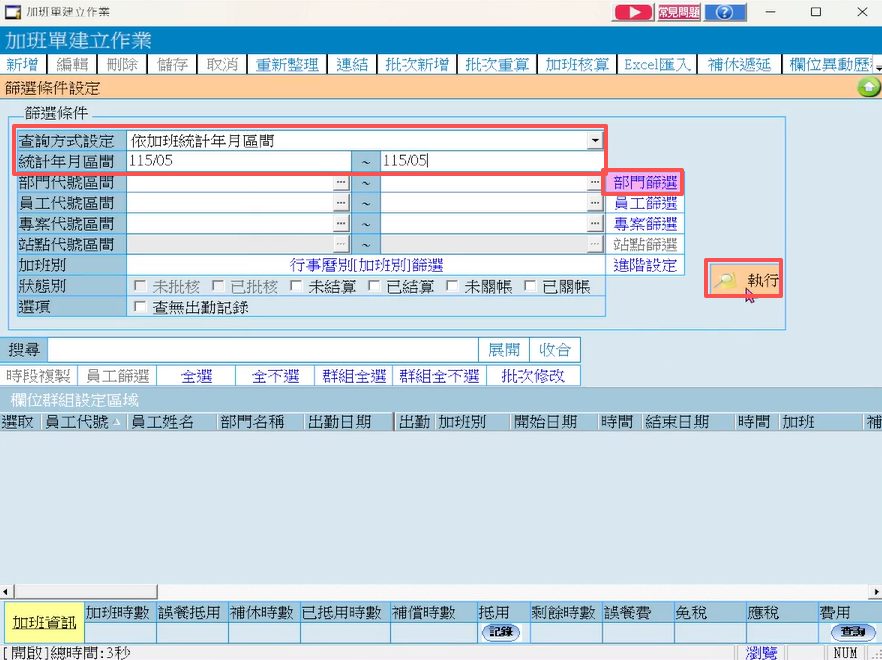 加班單建立作業 常見問題 ?
加班單建立作業
新增 編輯 刪除 儲存 取消 重新整理 連結 批次新增 批次重算 加班核算 Excel匯入 補休遞延 欄位異動歷
篩選條件設定
篩選條件
查詢方式設定 依加班統計年月區間
統計年月區間 115/05 ~ 115/05
部門代號區間 ... ~ ... 部門篩選
員工代號區間 ... ~ ... 員工篩選
專案代號區間 ... ~ ... 專案篩選
站點代號區間 ... ~ ... 站點篩選
加班別 行事曆別[加班別]篩選 進階設定
狀態別 未批核 已批核 未結算 已結算 未關帳 已關帳
執行
選項 查無出勤記錄
搜尋 展開 收合
時段複製 員工篩選 全選 全不選 群組全選 群組全不選 批次修改
欄位群組設定區域
選取 員工代號 員工姓名 部門名稱 出勤日期 出勤 加班別 開始日期 時間 結束日期 時間 加班 補
加班資訊 加班時數 誤餐抵用 補休時數 已抵用時數 補償時數 抵用 剩餘時數 誤餐費 免稅 應稅 費用
記錄 查詢
[開啟]總時間:3秒 瀏覽 NUM